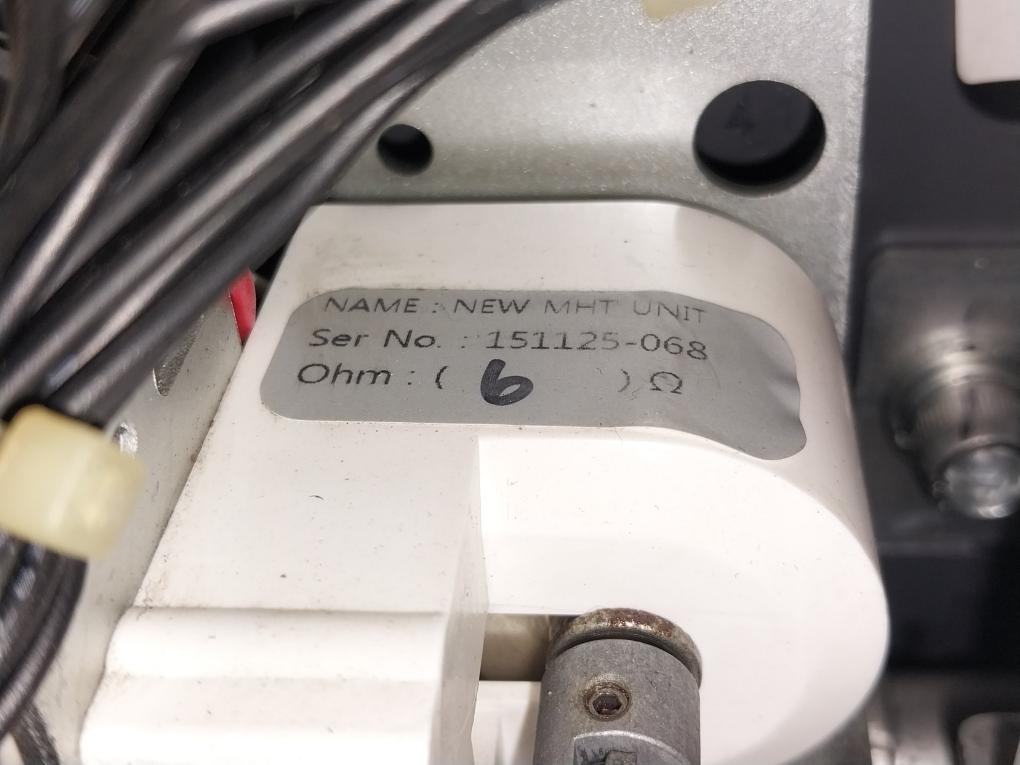 NAME : NEW MHT UNIT
Ser No. : 151125-068
Ohm : ( 6 ) Ω